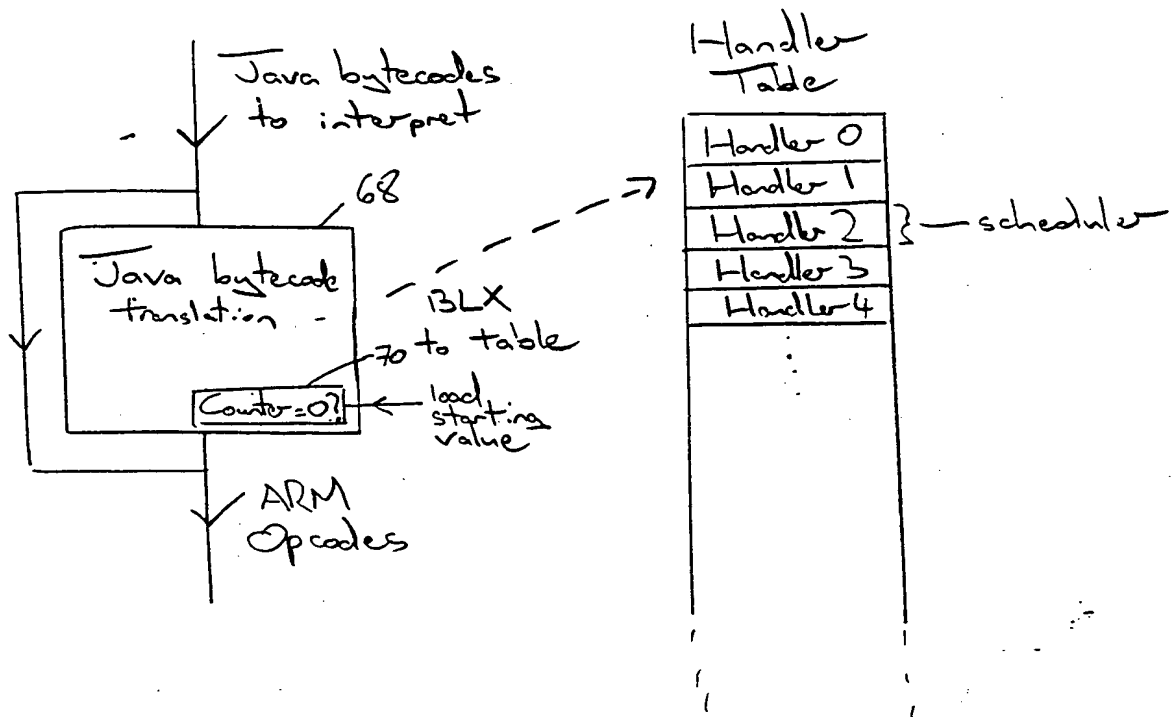 Java bytecodes
to interpret
68
Java bytecode
translation
BLX
to table
70
Counter=0?
load
starting
value
ARM
Opcodes
Handler
Table
Handler 0
Handler 1
Handler 2
scheduler
Handler 3
Handler 4